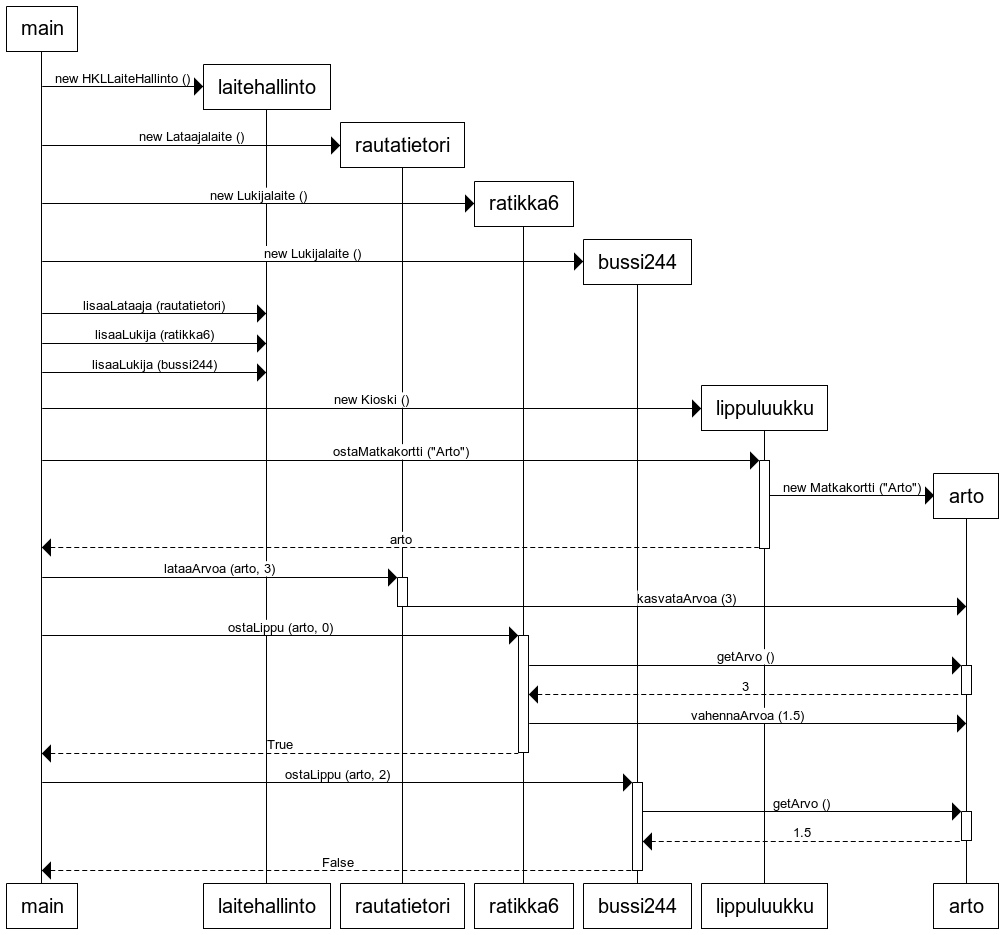 main
new HKLLaiteHallinto ()
laitehallinto
new Lataajalaite ()
rautatietori
new Lukijalaite ()
ratikka6
new Lukijalaite ()
bussi244
lisaaLataaja (rautatietori)
lisaaLukija (ratikka6)
lisaaLukija (bussi244)
new Kioski ()
lippuluukku
ostaMatkakortti ("Arto")
new Matkakortti ("Arto")
arto
arto
lataaArvoa (arto, 3)
kasvataArvoa (3)
ostaLippu (arto, 0)
getArvo ()
3
vahennaArvoa (1.5)
True
ostaLippu (arto, 2)
getArvo ()
1.5
False
main
laitehallinto
rautatietori
ratikka6
bussi244
lippuluukku
arto